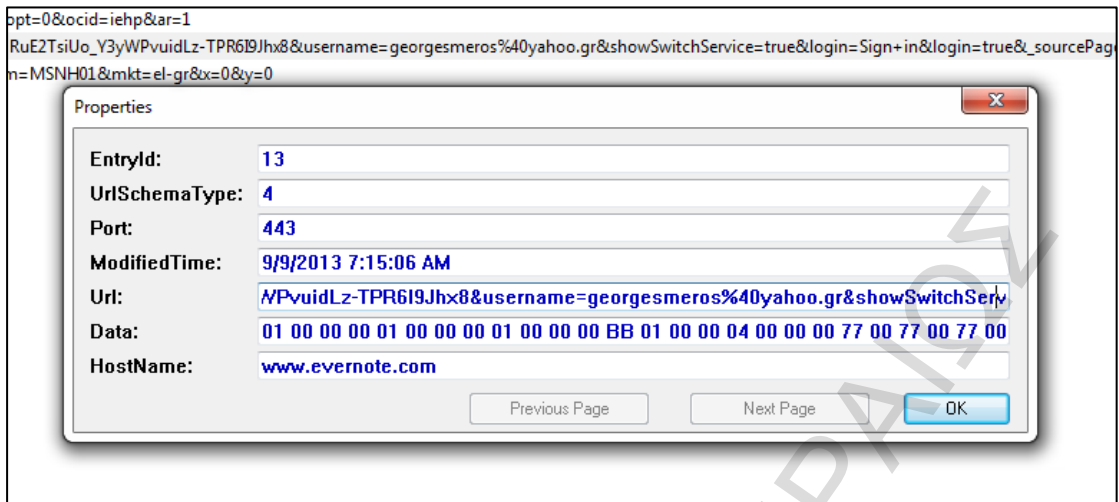 opt=0&ocid=iehp&ar=1
RuE2TsiUo_Y3yWPvuidLz-TPR6I9Jhx8&username=georgesmeros%40yahoo.gr&showSwitchService=true&login=Sign+in&login=true&_sourcePag
n=MSNH01&mkt=el-gr&x=0&y=0
Properties
EntryId: 13
UrlSchemaType: 4
Port: 443
ModifiedTime: 9/9/2013 7:15:06 AM
Url: VPvuidLz-TPR6I9Jhx8&username=georgesmeros%40yahoo.gr&showSwitchServ
Data: 01 00 00 00 01 00 00 00 01 00 00 00 BB 01 00 00 04 00 00 00 77 00 77 00 77 00
HostName: www.evernote.com
Previous Page Next Page OK
ΡΑΙΩΣ